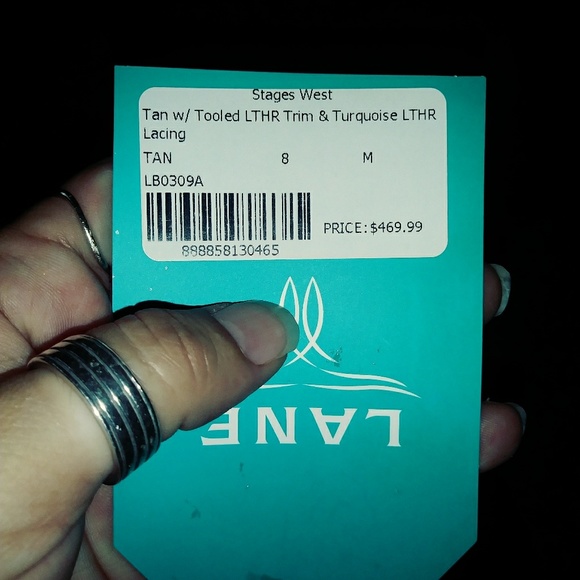 Stages West
Tan w/ Tooled LTHR Trim & Turquoise LTHR
Lacing
TAN 8 M
LB0309A
PRICE: $469.99
888858130465
LANE